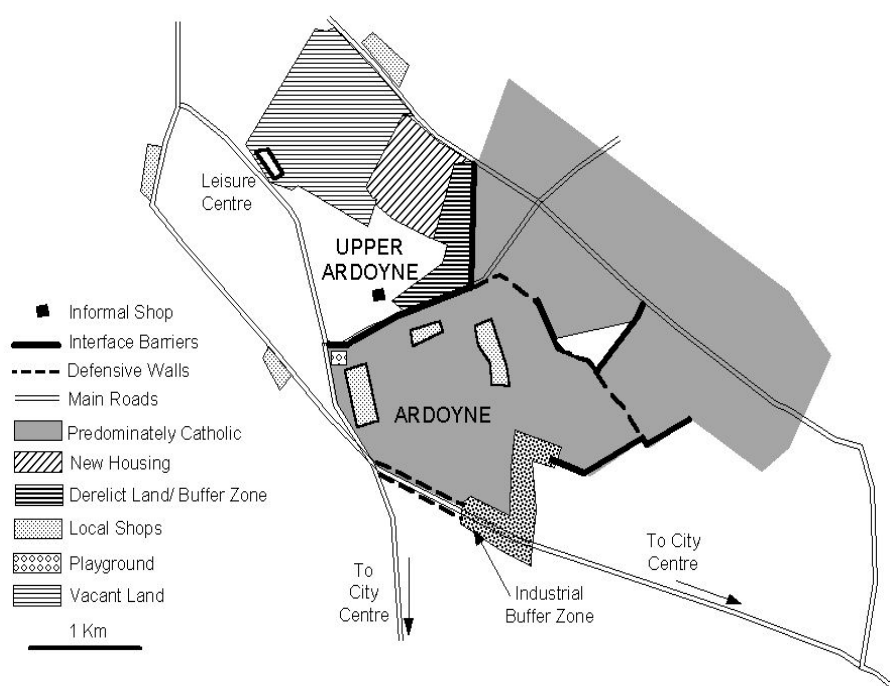 Leisure
Centre
UPPER
ARDOYNE
Informal Shop
Interface Barriers
Defensive Walls
Main Roads
Predominately Catholic
New Housing
Derelict Land/ Buffer Zone
Local Shops
Playground
Vacant Land
1 Km
ARDOYNE
To
City
Centre
Industrial
Buffer Zone
To City
Centre